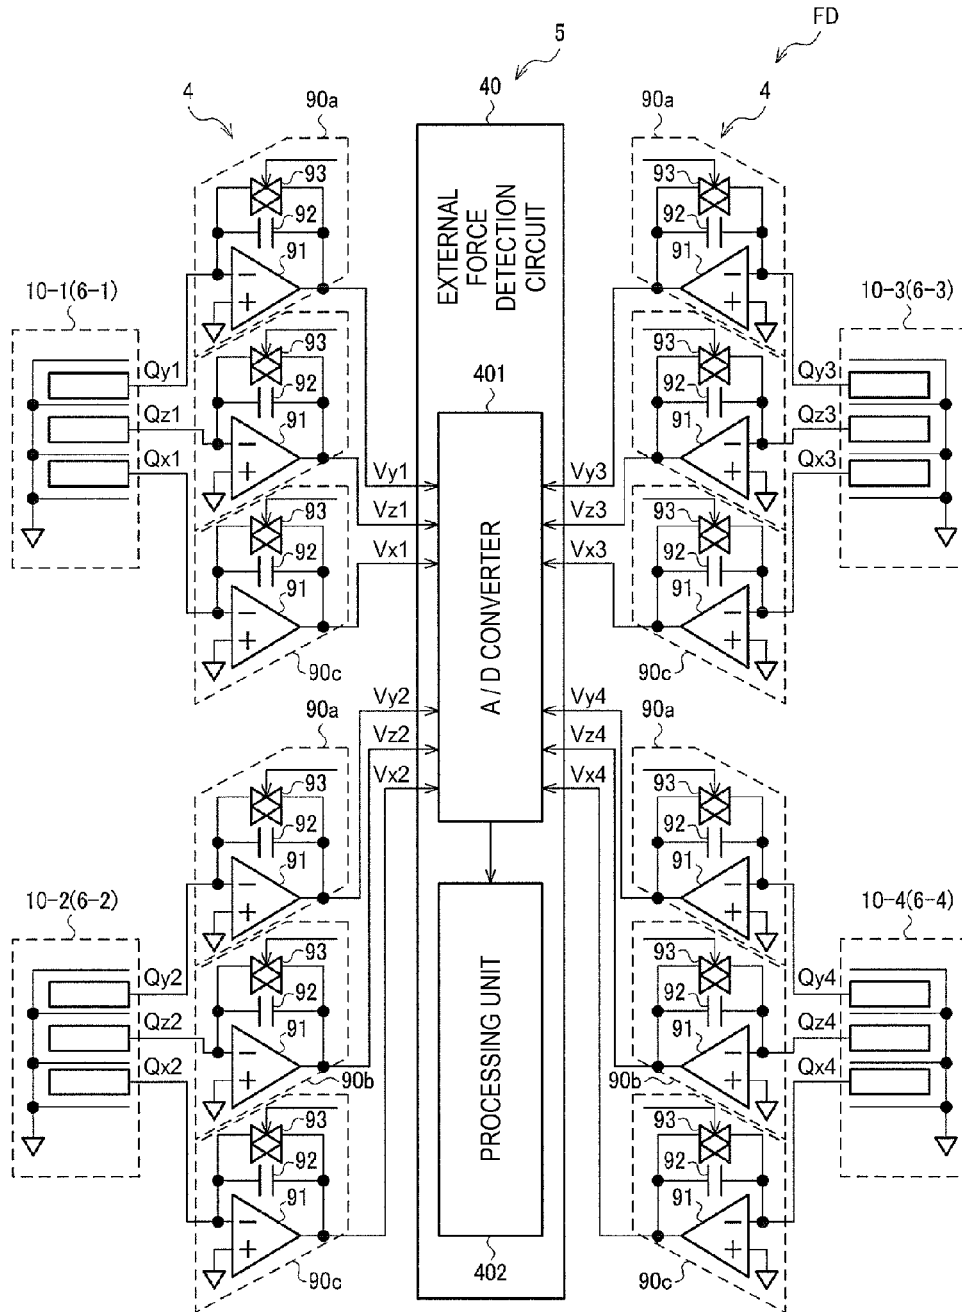 FD
5
4
90a
40
90a
4
93
92
91
EXTERNAL
FORCE
DETECTION
CIRCUIT
93
92
91
10-1(6-1)
10-3(6-3)
Qy1
Qz1
Qx1
93
92
91
401
93
92
91
Qy3
Qz3
Qx3
Vy1
Vz1
Vx1
Vy3
Vz3
Vx3
93
92
91
A / D CONVERTER
93
92
91
90c
90c
Vy2
Vz2
Vx2
Vy4
Vz4
Vx4
90a
90a
93
92
91
93
92
91
10-2(6-2)
10-4(6-4)
Qy2
Qz2
Qx2
93
92
91
90b
PROCESSING UNIT
93
92
91
90b
Qy4
Qz4
Qx4
93
92
91
93
92
91
90c
402
90c